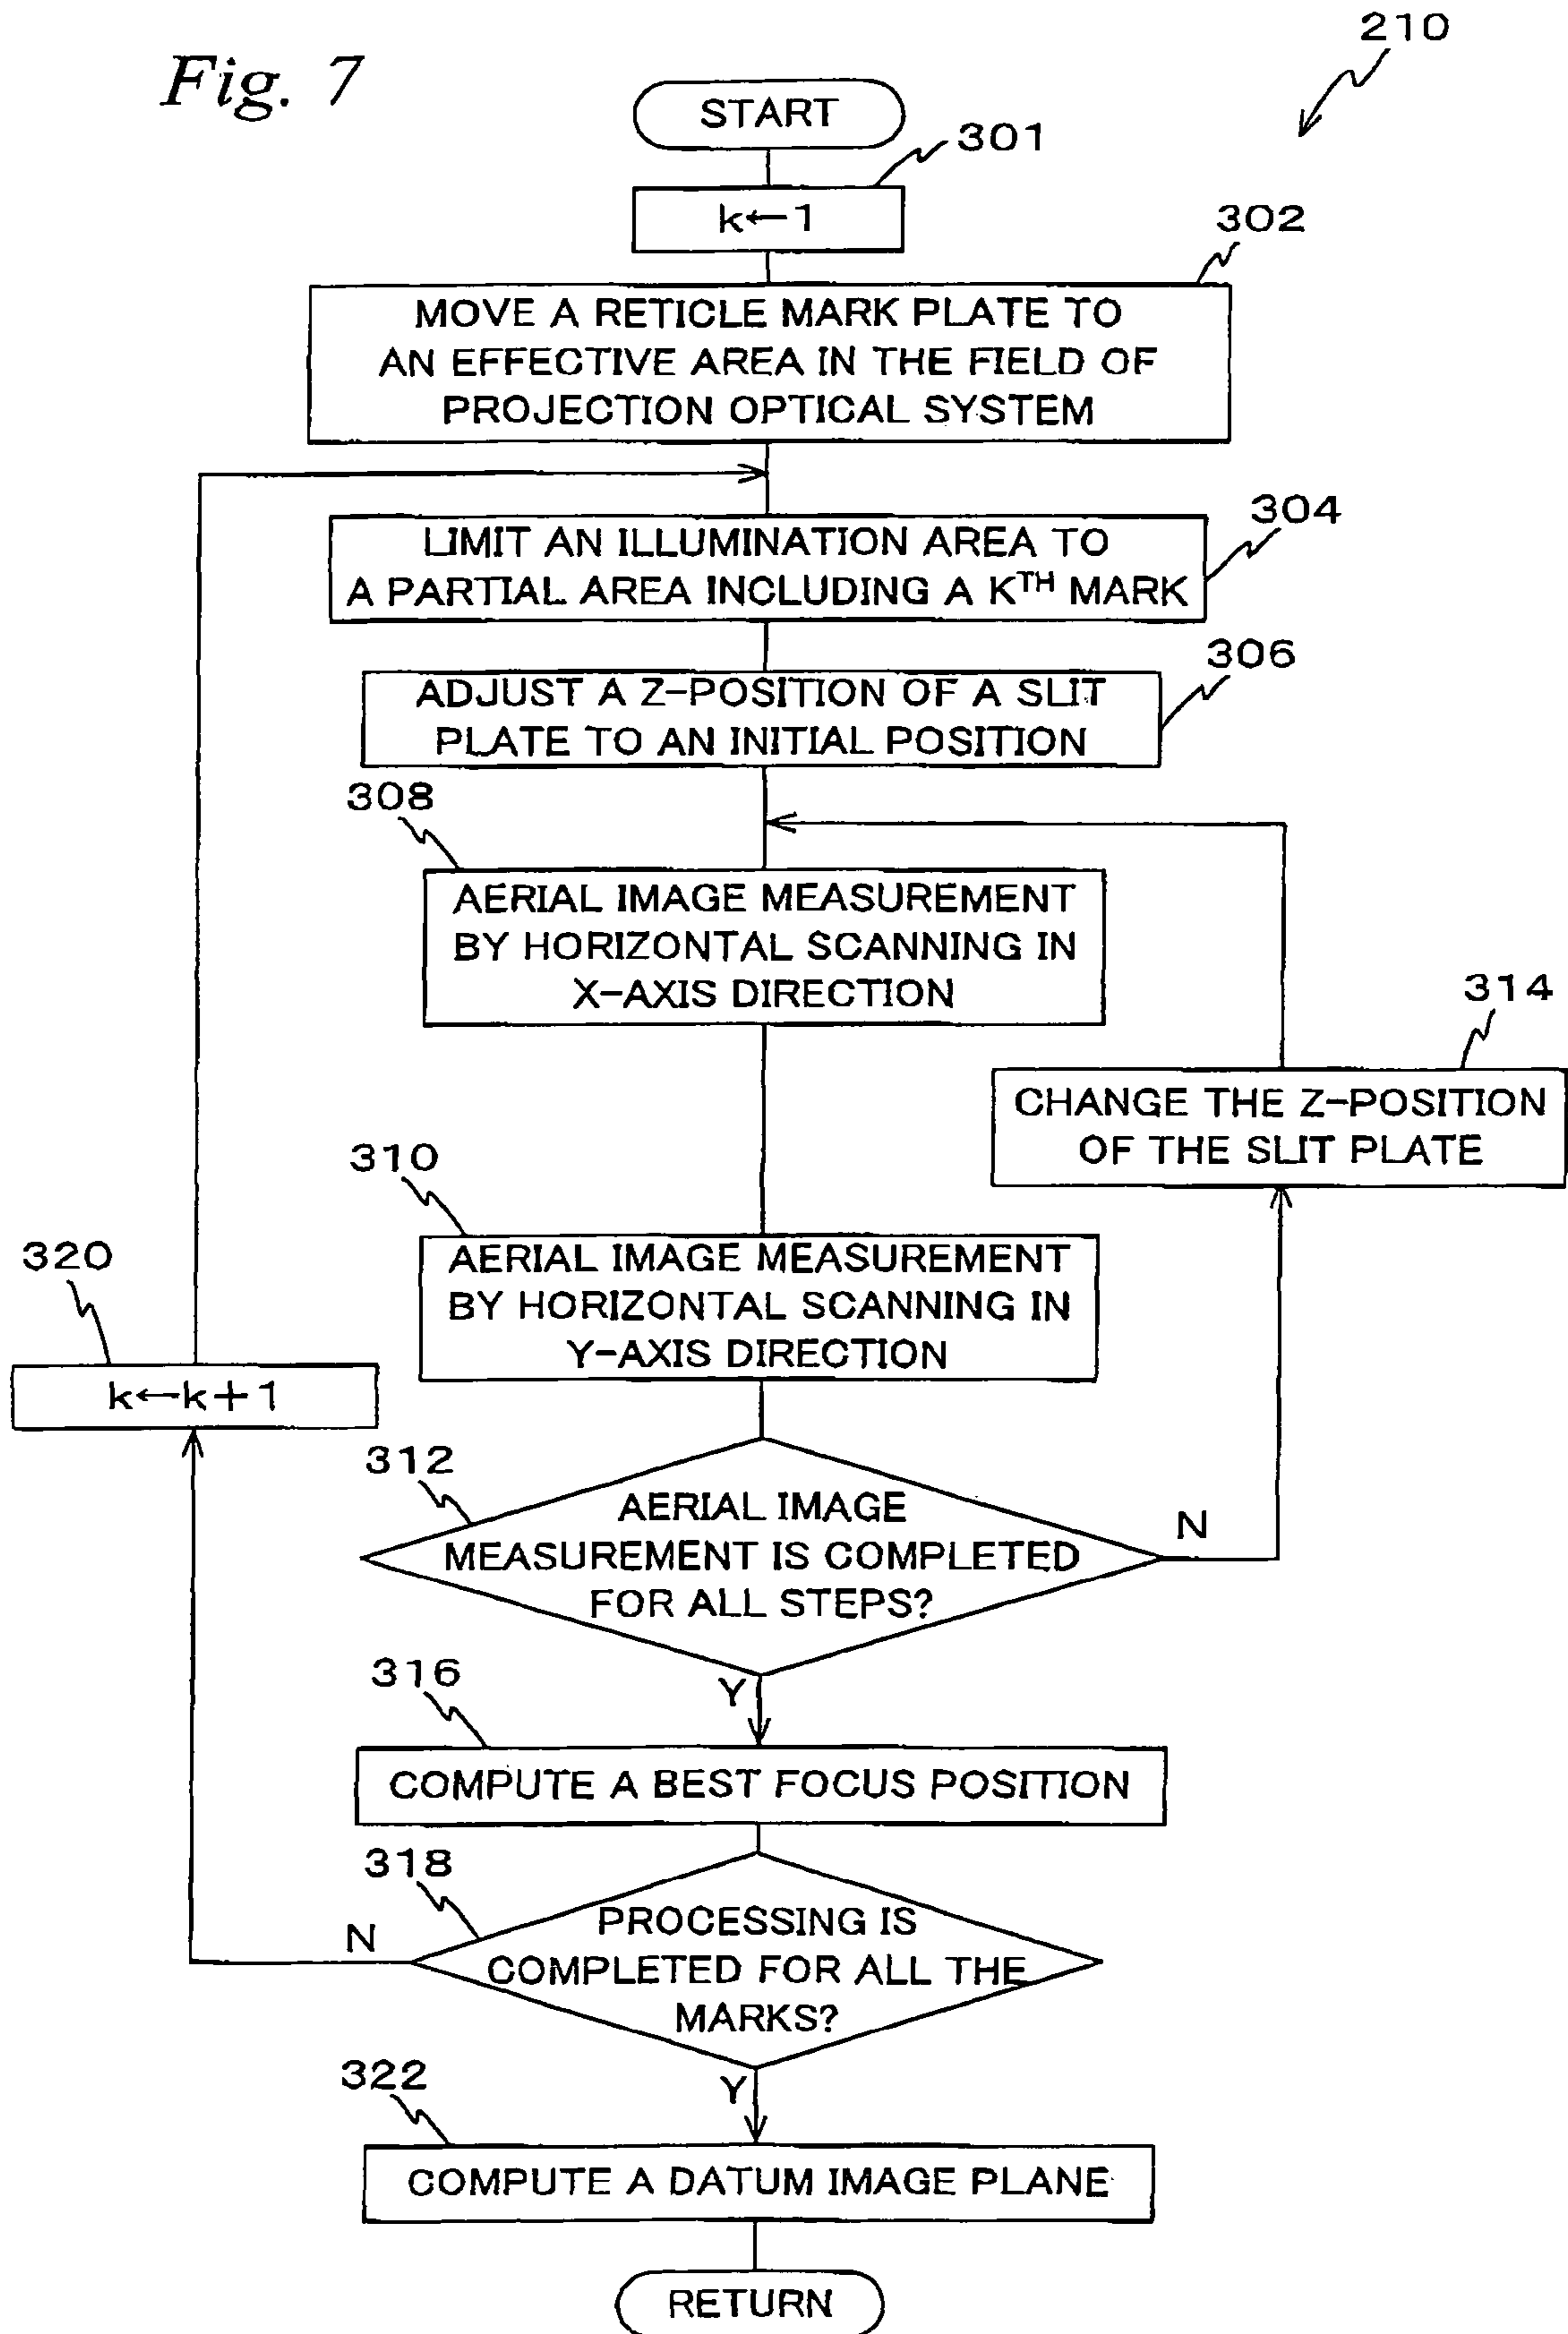 Fig. 7
210
START
301
k←1
302
MOVE A RETICLE MARK PLATE TO
AN EFFECTIVE AREA IN THE FIELD OF
PROJECTION OPTICAL SYSTEM
304
LIMIT AN ILLUMINATION AREA TO
A PARTIAL AREA INCLUDING A KTH MARK
306
ADJUST A Z-POSITION OF A SLIT
PLATE TO AN INITIAL POSITION
308
AERIAL IMAGE MEASUREMENT
BY HORIZONTAL SCANNING IN
X-AXIS DIRECTION
314
CHANGE THE Z-POSITION
OF THE SLIT PLATE
310
AERIAL IMAGE MEASUREMENT
BY HORIZONTAL SCANNING IN
Y-AXIS DIRECTION
320
k←k+1
312
AERIAL IMAGE
MEASUREMENT IS COMPLETED
FOR ALL STEPS?
N
Y
316
COMPUTE A BEST FOCUS POSITION
318
PROCESSING IS
COMPLETED FOR ALL THE
MARKS?
N
Y
322
COMPUTE A DATUM IMAGE PLANE
RETURN